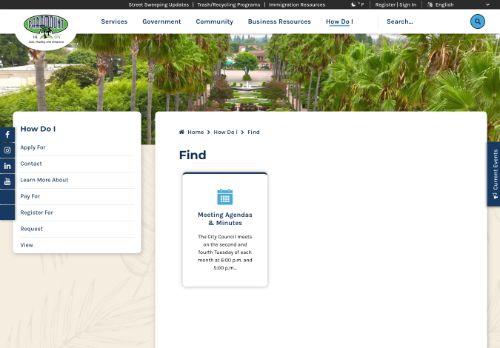 Street Sweeping Updates | Trash/Recycling Programs | Immigration Resources
° F | Register | Sign In | English
PARAMOUNT
Services Government Community Business Resources How Do I Search...
How Do I
Apply For
Contact
Learn More About
Pay For
Register For
Request
View
Home > How Do I > Find
Find
Meeting Agendas
& Minutes
The City Council meets
on the second and
fourth Tuesday of each
month at 6:00 p.m. and
5:00 p.m...
Current Events